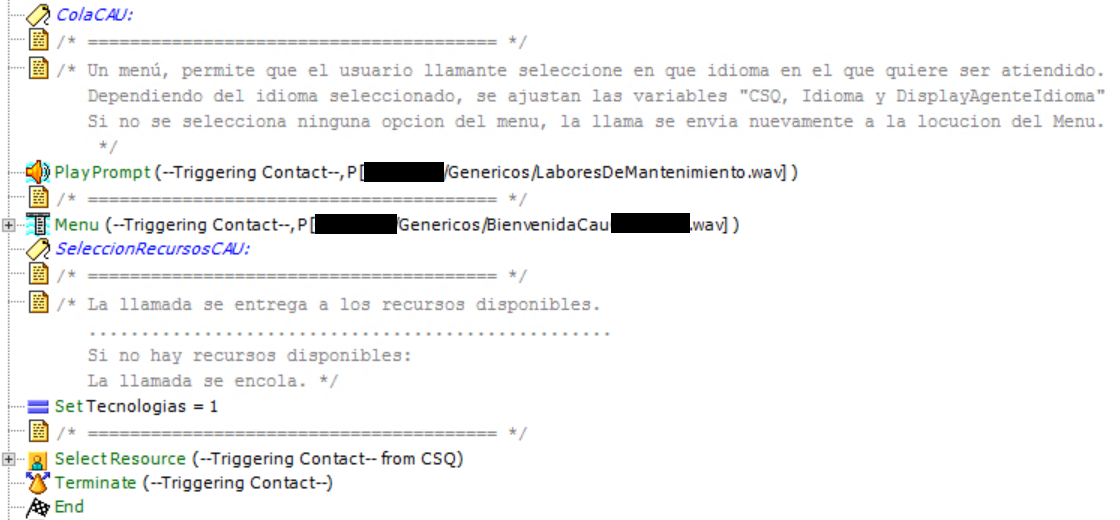 ColaCAU:
/* ======================================= */
/* Un menú, permite que el usuario llamante seleccione en que idioma en el que quiere ser atiendido.
Dependiendo del idioma seleccionado, se ajustan las variables "CSQ, Idioma y DisplayAgenteIdioma"
Si no se selecciona ninguna opcion del menu, la llama se envia nuevamente a la locucion del Menu.
*/
Play Prompt (--Triggering Contact--, P[ /Genericos/LaboresDeMantenimiento.wav] )
/* ======================================= */
Menu (--Triggering Contact--, P[ /Genericos/BienvenidaCau .wav] )
SeleccionRecursosCAU:
/* ======================================= */
/* La llamada se entrega a los recursos disponibles.
..................................................
Si no hay recursos disponibles:
La llamada se encola. */
Set Tecnologias = 1
/* ======================================= */
Select Resource (--Triggering Contact-- from CSQ)
Terminate (--Triggering Contact--)
End